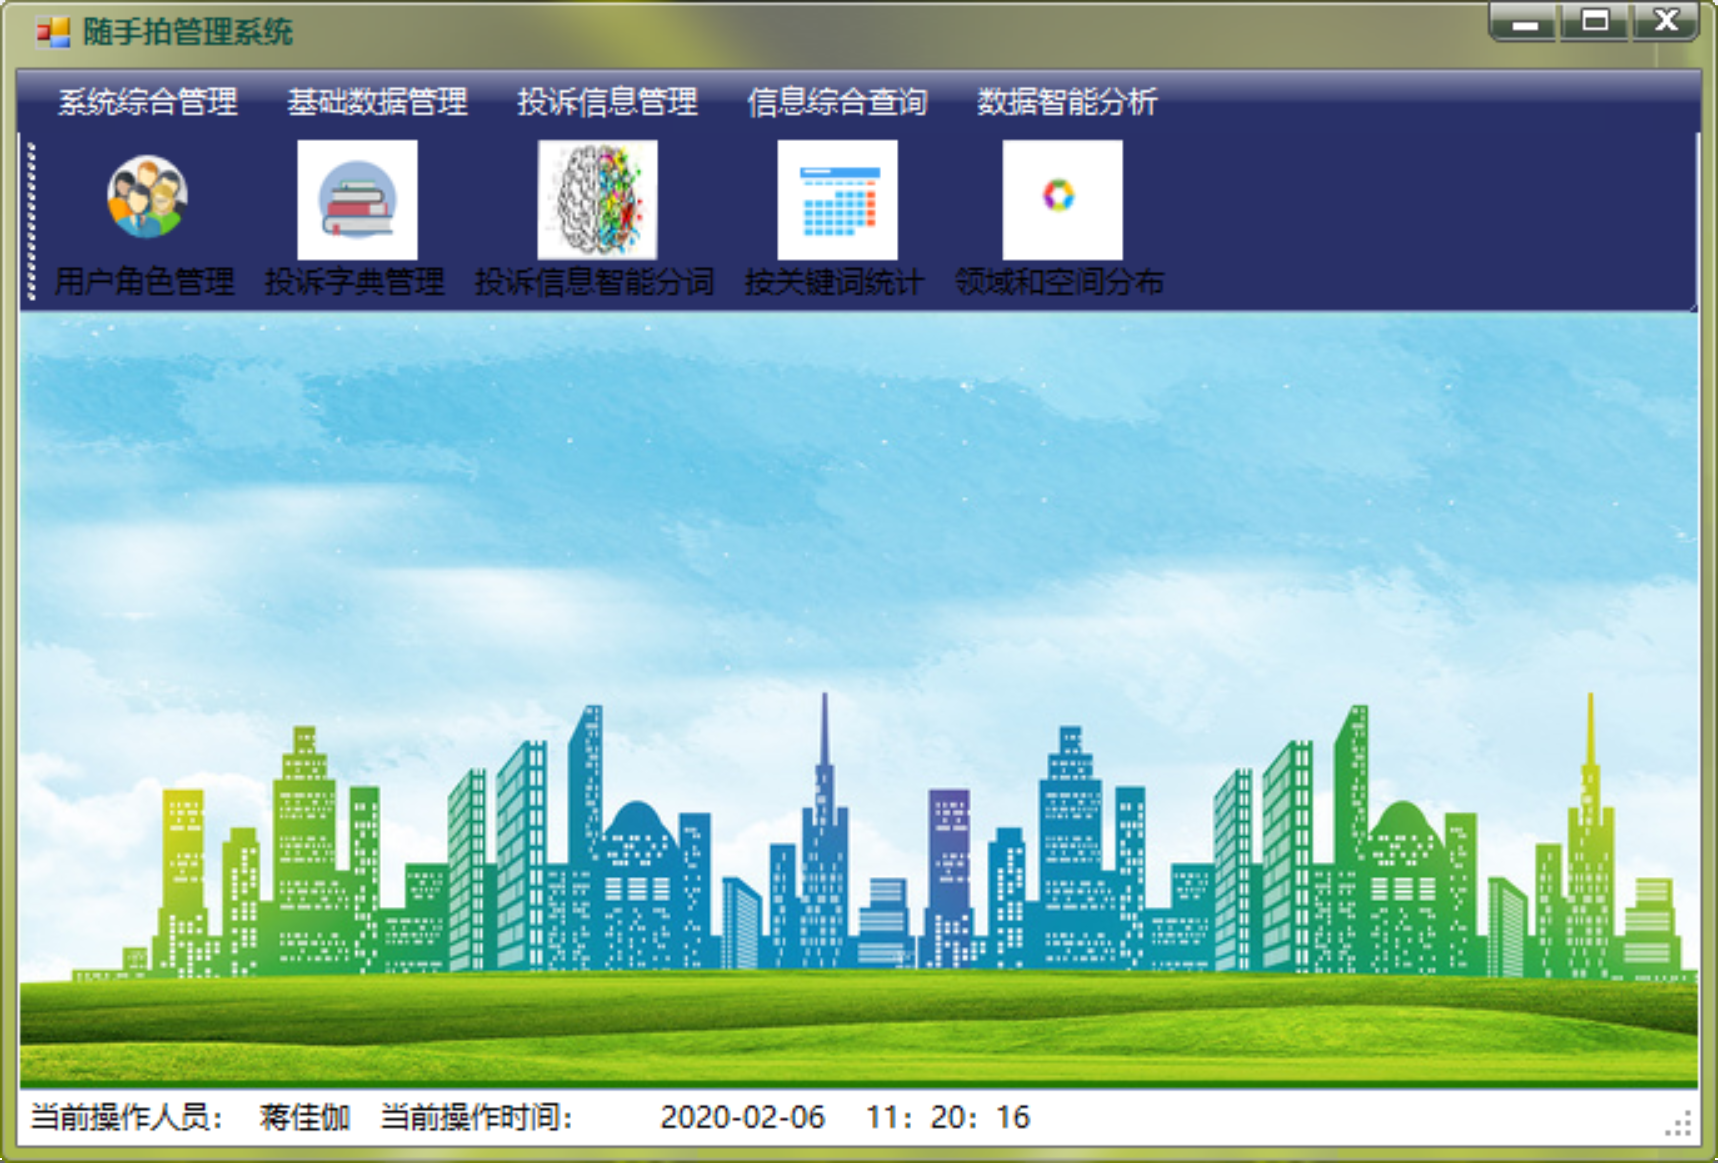 随手拍管理系统
系统综合管理 基础数据管理 投诉信息管理 信息综合查询 数据智能分析
用户角色管理 投诉字典管理 投诉信息智能分词 按关键词统计 领域和空间分布
当前操作人员： 蒋佳伽 当前操作时间： 2020-02-06 11：20：16